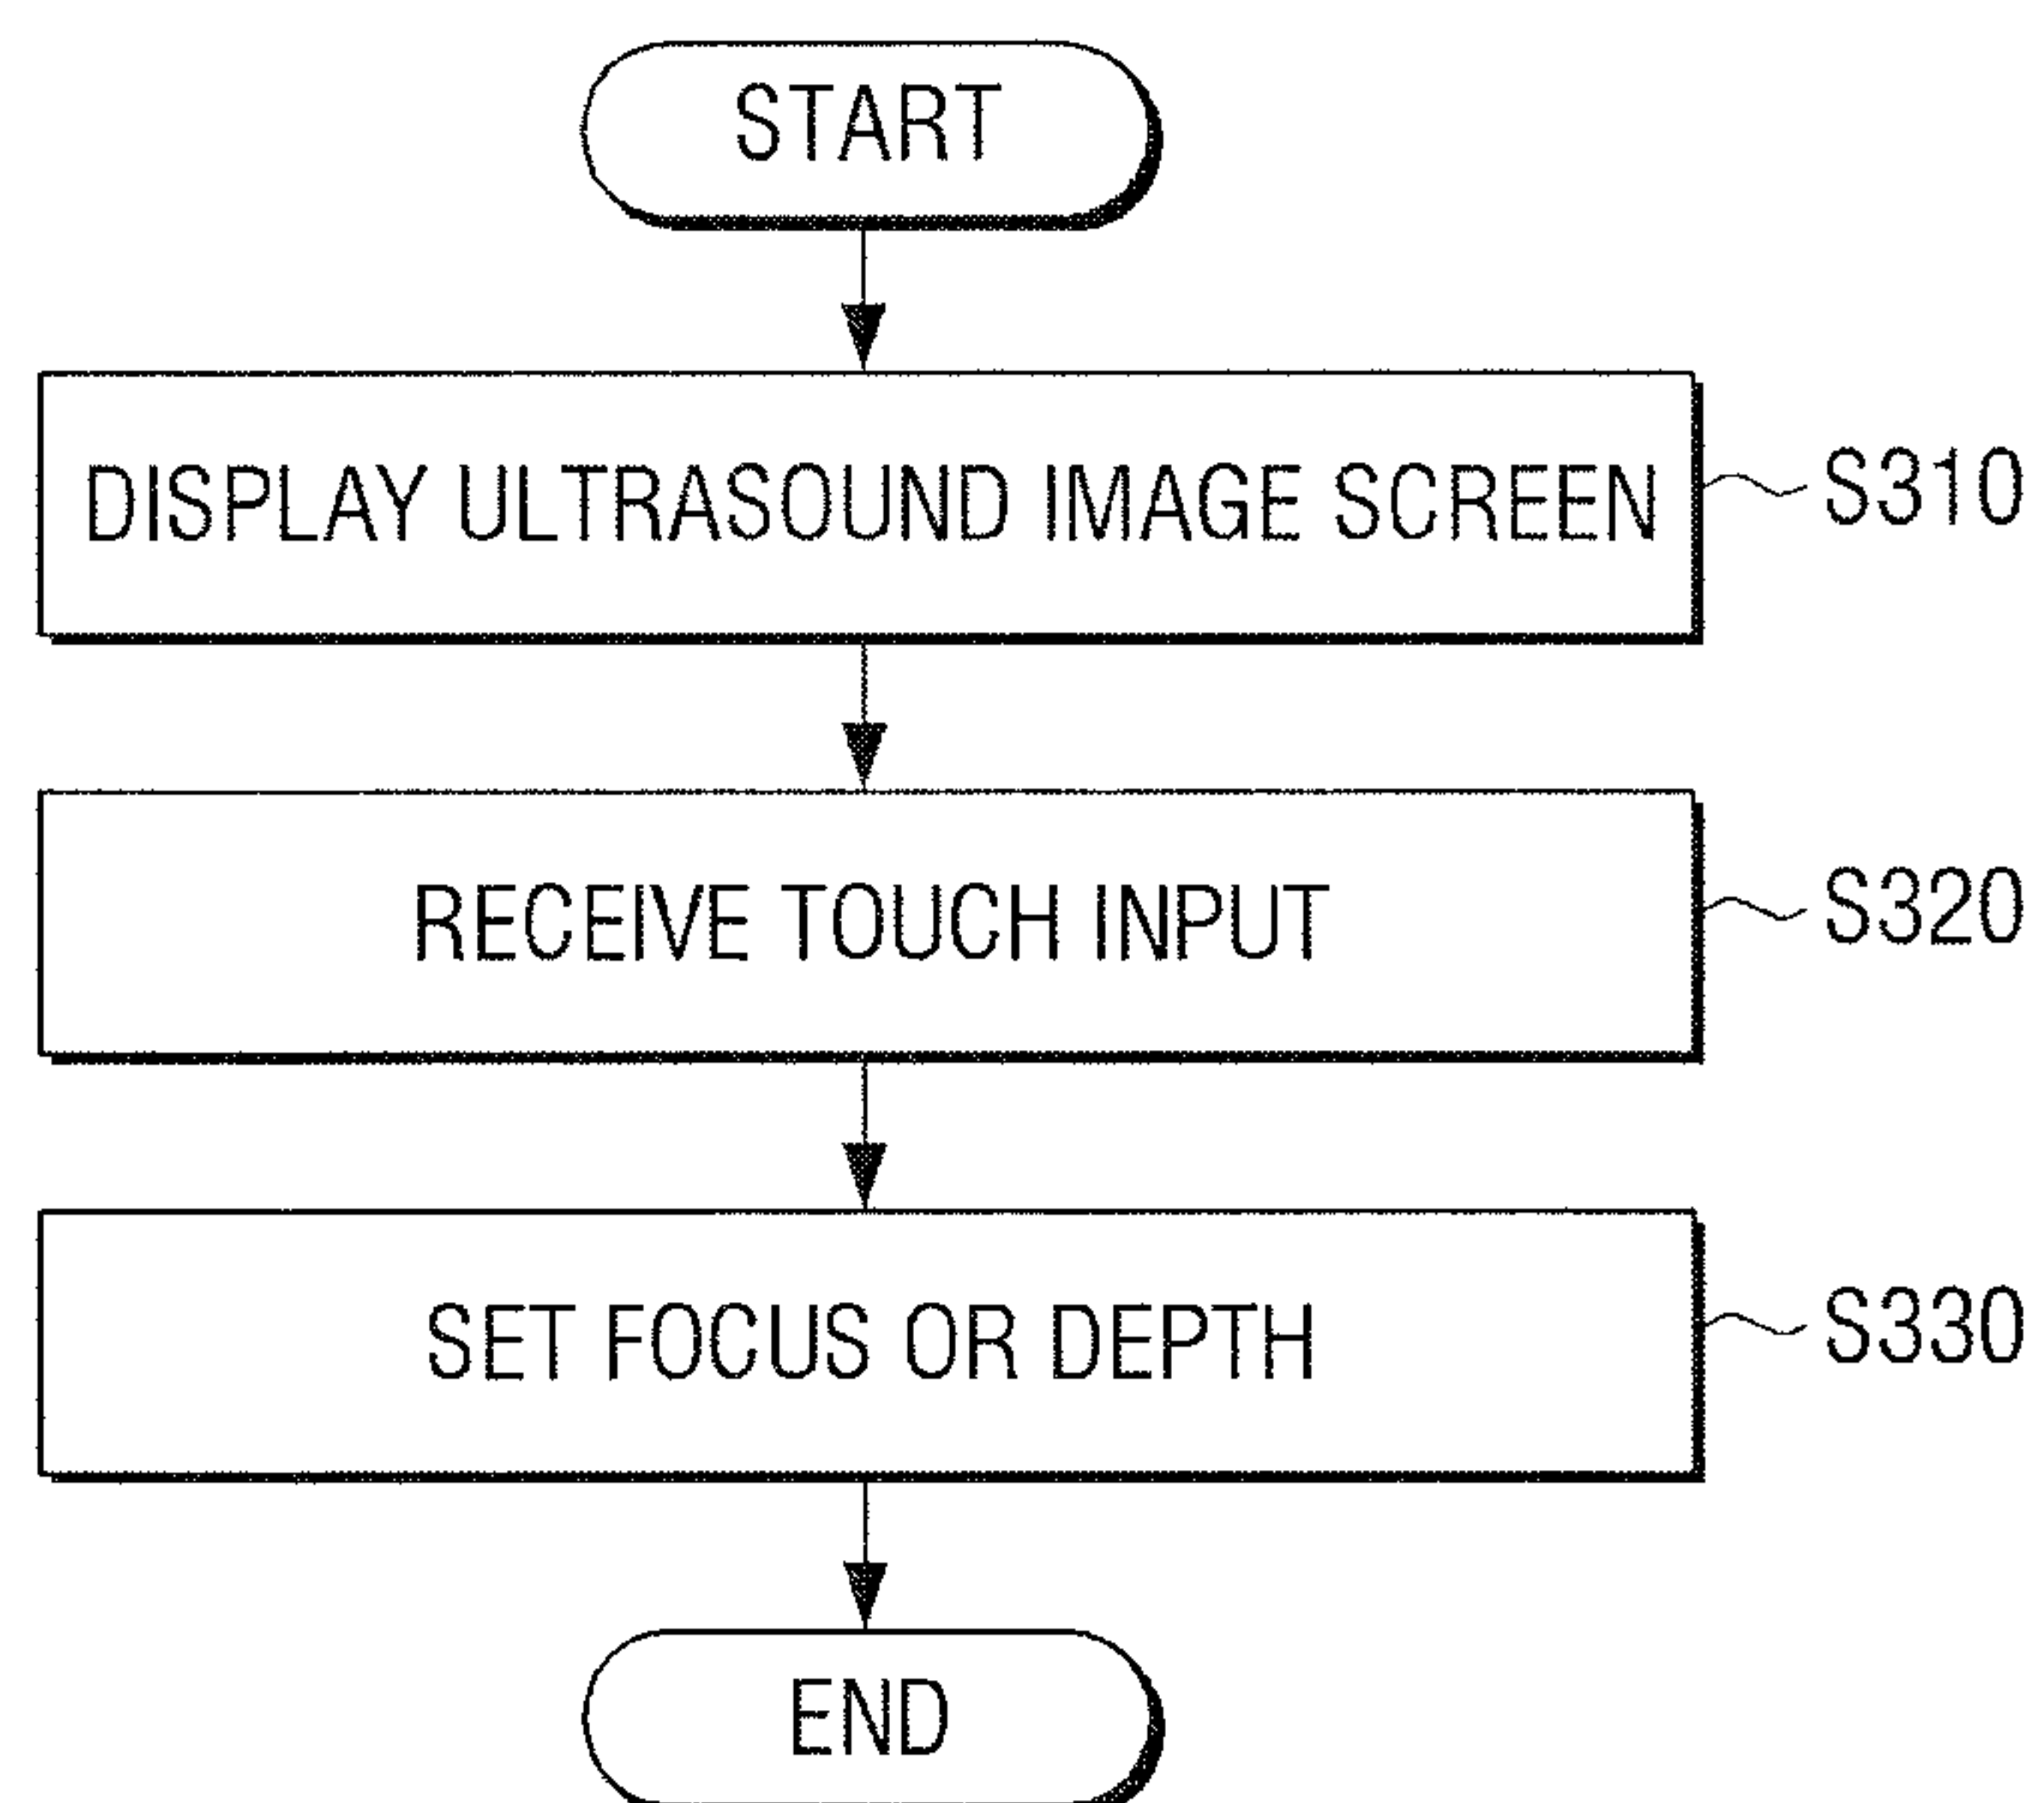 START
DISPLAY ULTRASOUND IMAGE SCREEN
S310
RECEIVE TOUCH INPUT
S320
SET FOCUS OR DEPTH
S330
END